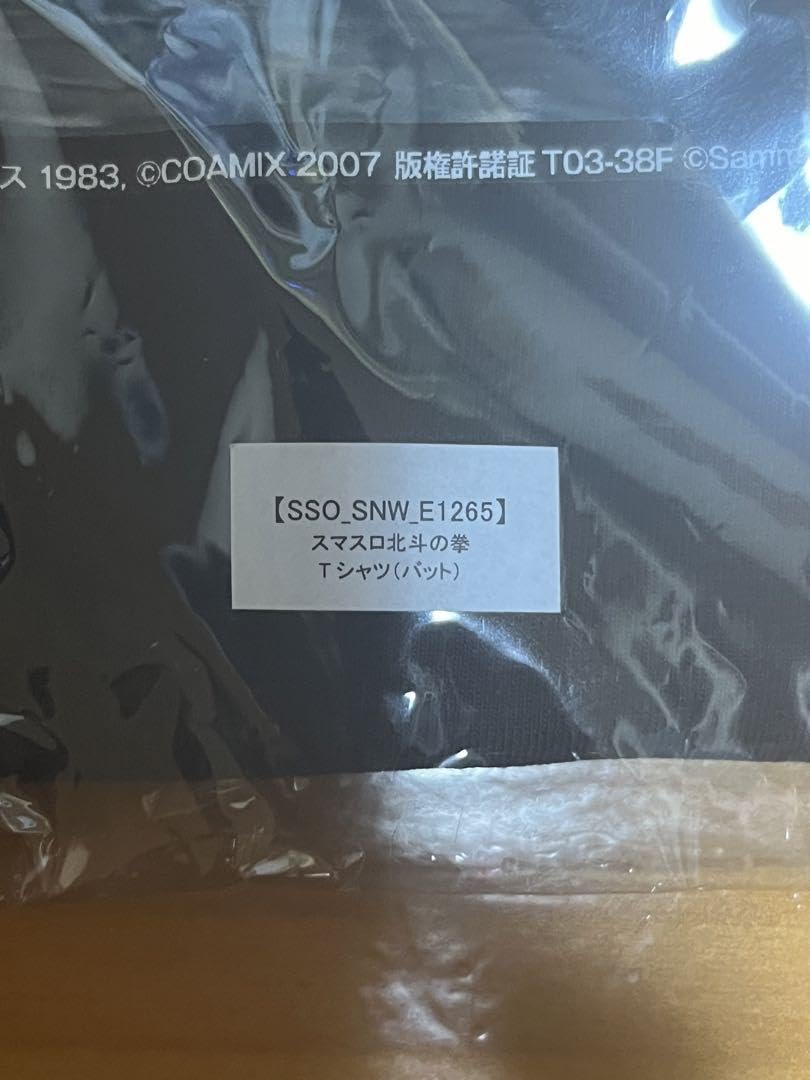 ス 1983, ©COAMIX 2007 版権許諾証 T03-38F ©Samm
【SSO_SNW_E1265】
スマスロ北斗の拳
Tシャツ(バット)